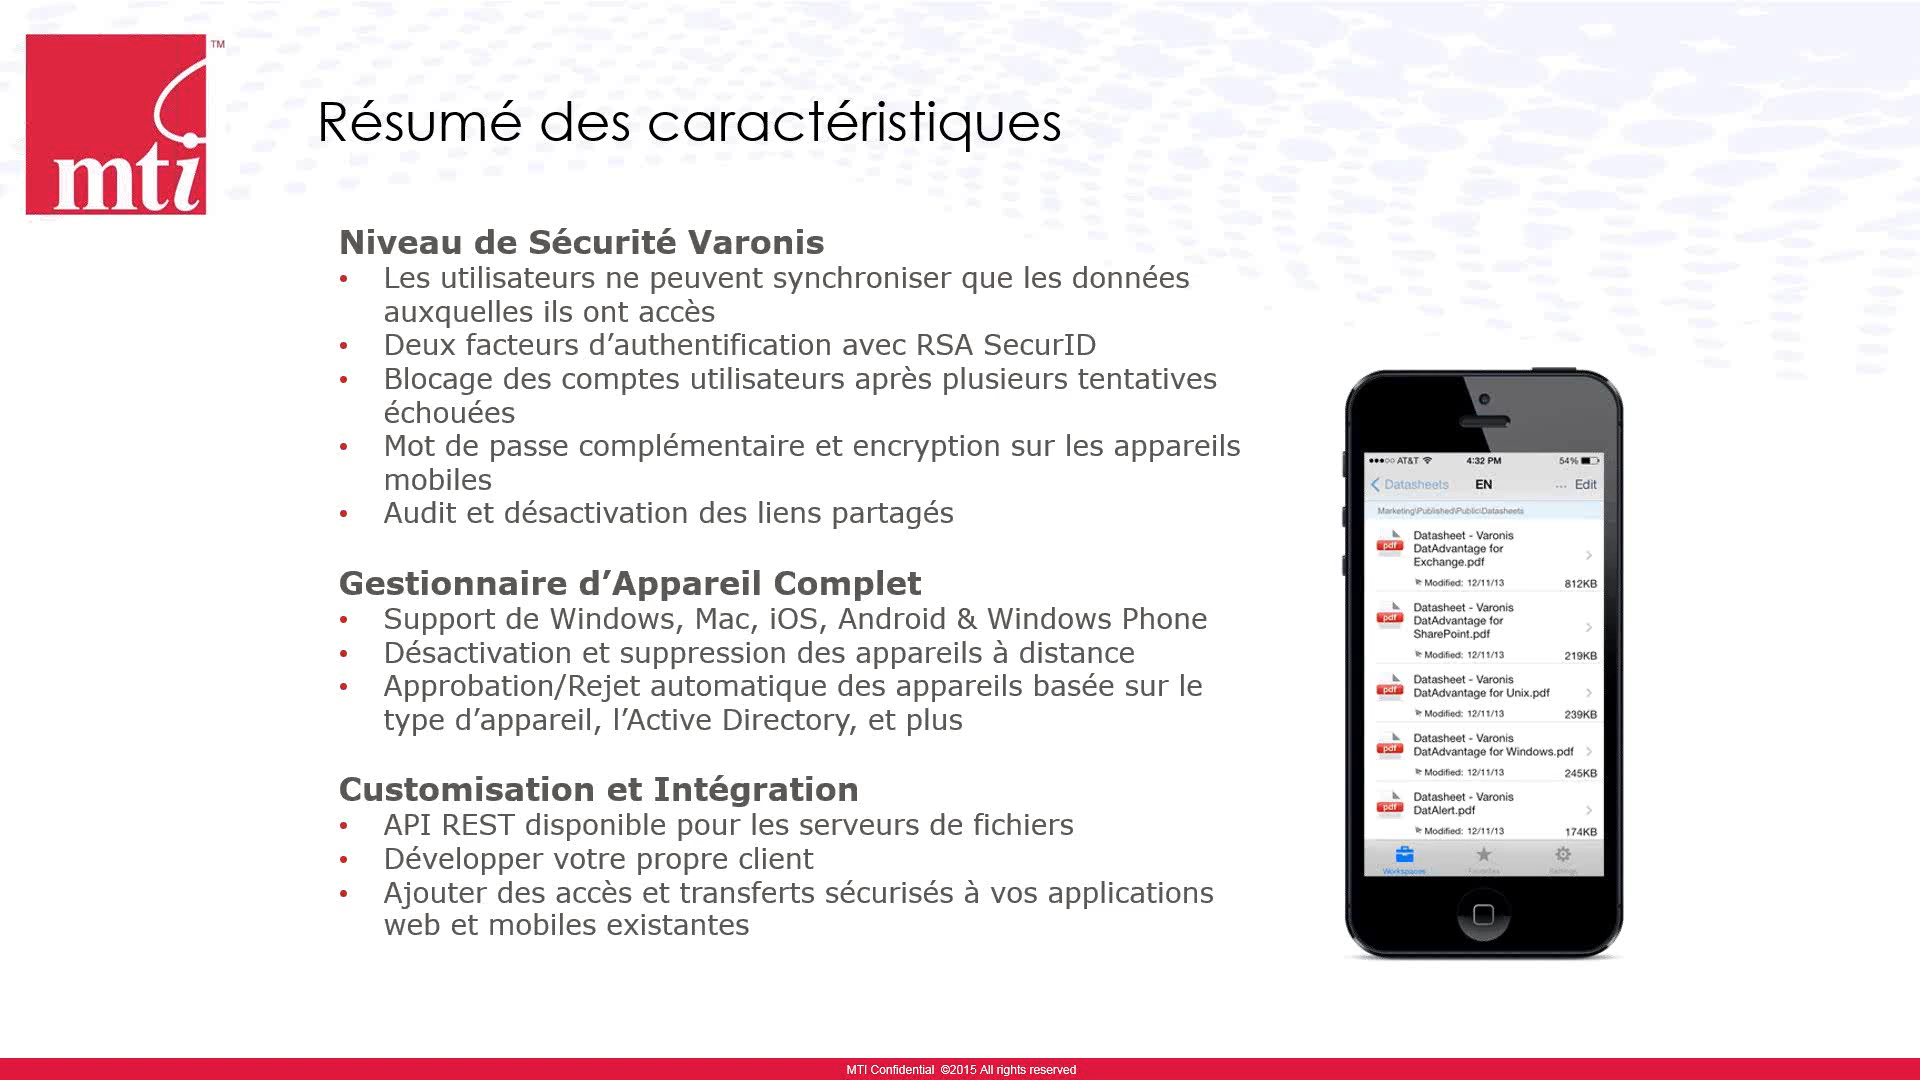 mti
TM
Résumé des caractéristiques
Niveau de Sécurité Varonis
• Les utilisateurs ne peuvent synchroniser que les données
auxquelles ils ont accès
• Deux facteurs d’authentification avec RSA SecurID
• Blocage des comptes utilisateurs après plusieurs tentatives
échouées
• Mot de passe complémentaire et encryption sur les appareils
mobiles
• Audit et désactivation des liens partagés
Gestionnaire d’Appareil Complet
• Support de Windows, Mac, iOS, Android & Windows Phone
• Désactivation et suppression des appareils à distance
• Approbation/Rejet automatique des appareils basée sur le
type d’appareil, l’Active Directory, et plus
Customisation et Intégration
• API REST disponible pour les serveurs de fichiers
• Développer votre propre client
• Ajouter des accès et transferts sécurisés à vos applications
web et mobiles existantes
AT&T 4:32 PM 54%
Datasheets EN ... Edit
Marketing\Published\Public\Datasheets
pdf
Datasheet - Varonis
DatAdvantage for
Exchange.pdf
Modified: 12/11/13 812KB
pdf
Datasheet - Varonis
DatAdvantage for
SharePoint.pdf
Modified: 12/11/13 219KB
pdf
Datasheet - Varonis
DatAdvantage for Unix.pdf
Modified: 12/11/13 239KB
pdf
Datasheet - Varonis
DatAdvantage for Windows.pdf
Modified: 12/11/13 245KB
pdf
Datasheet - Varonis
DatAlert.pdf
Modified: 12/11/13 174KB
Workspaces Favorites Settings
MTI Confidential ©2015 All rights reserved